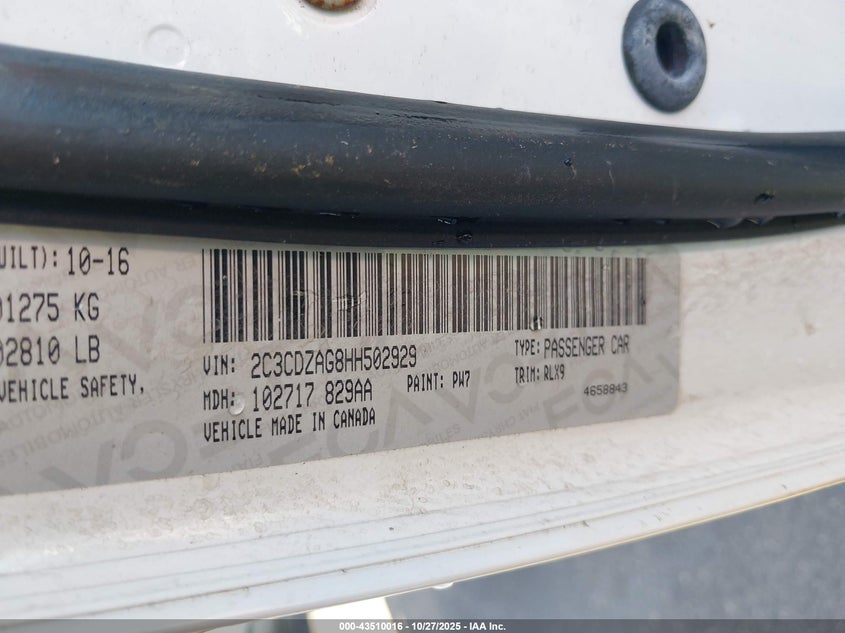 UILT): 10-16
01275 KG
02810 LB
VEHICLE SAFETY,
VIN: 2C3CDZAG8HH502929
TYPE: PASSENGER CAR
MDH: 102717 829AA
PAINT: PW7
TRIM: RLX9
VEHICLE MADE IN CANADA
4658843
000-43510016 - 10/27/2025 - IAA Inc.